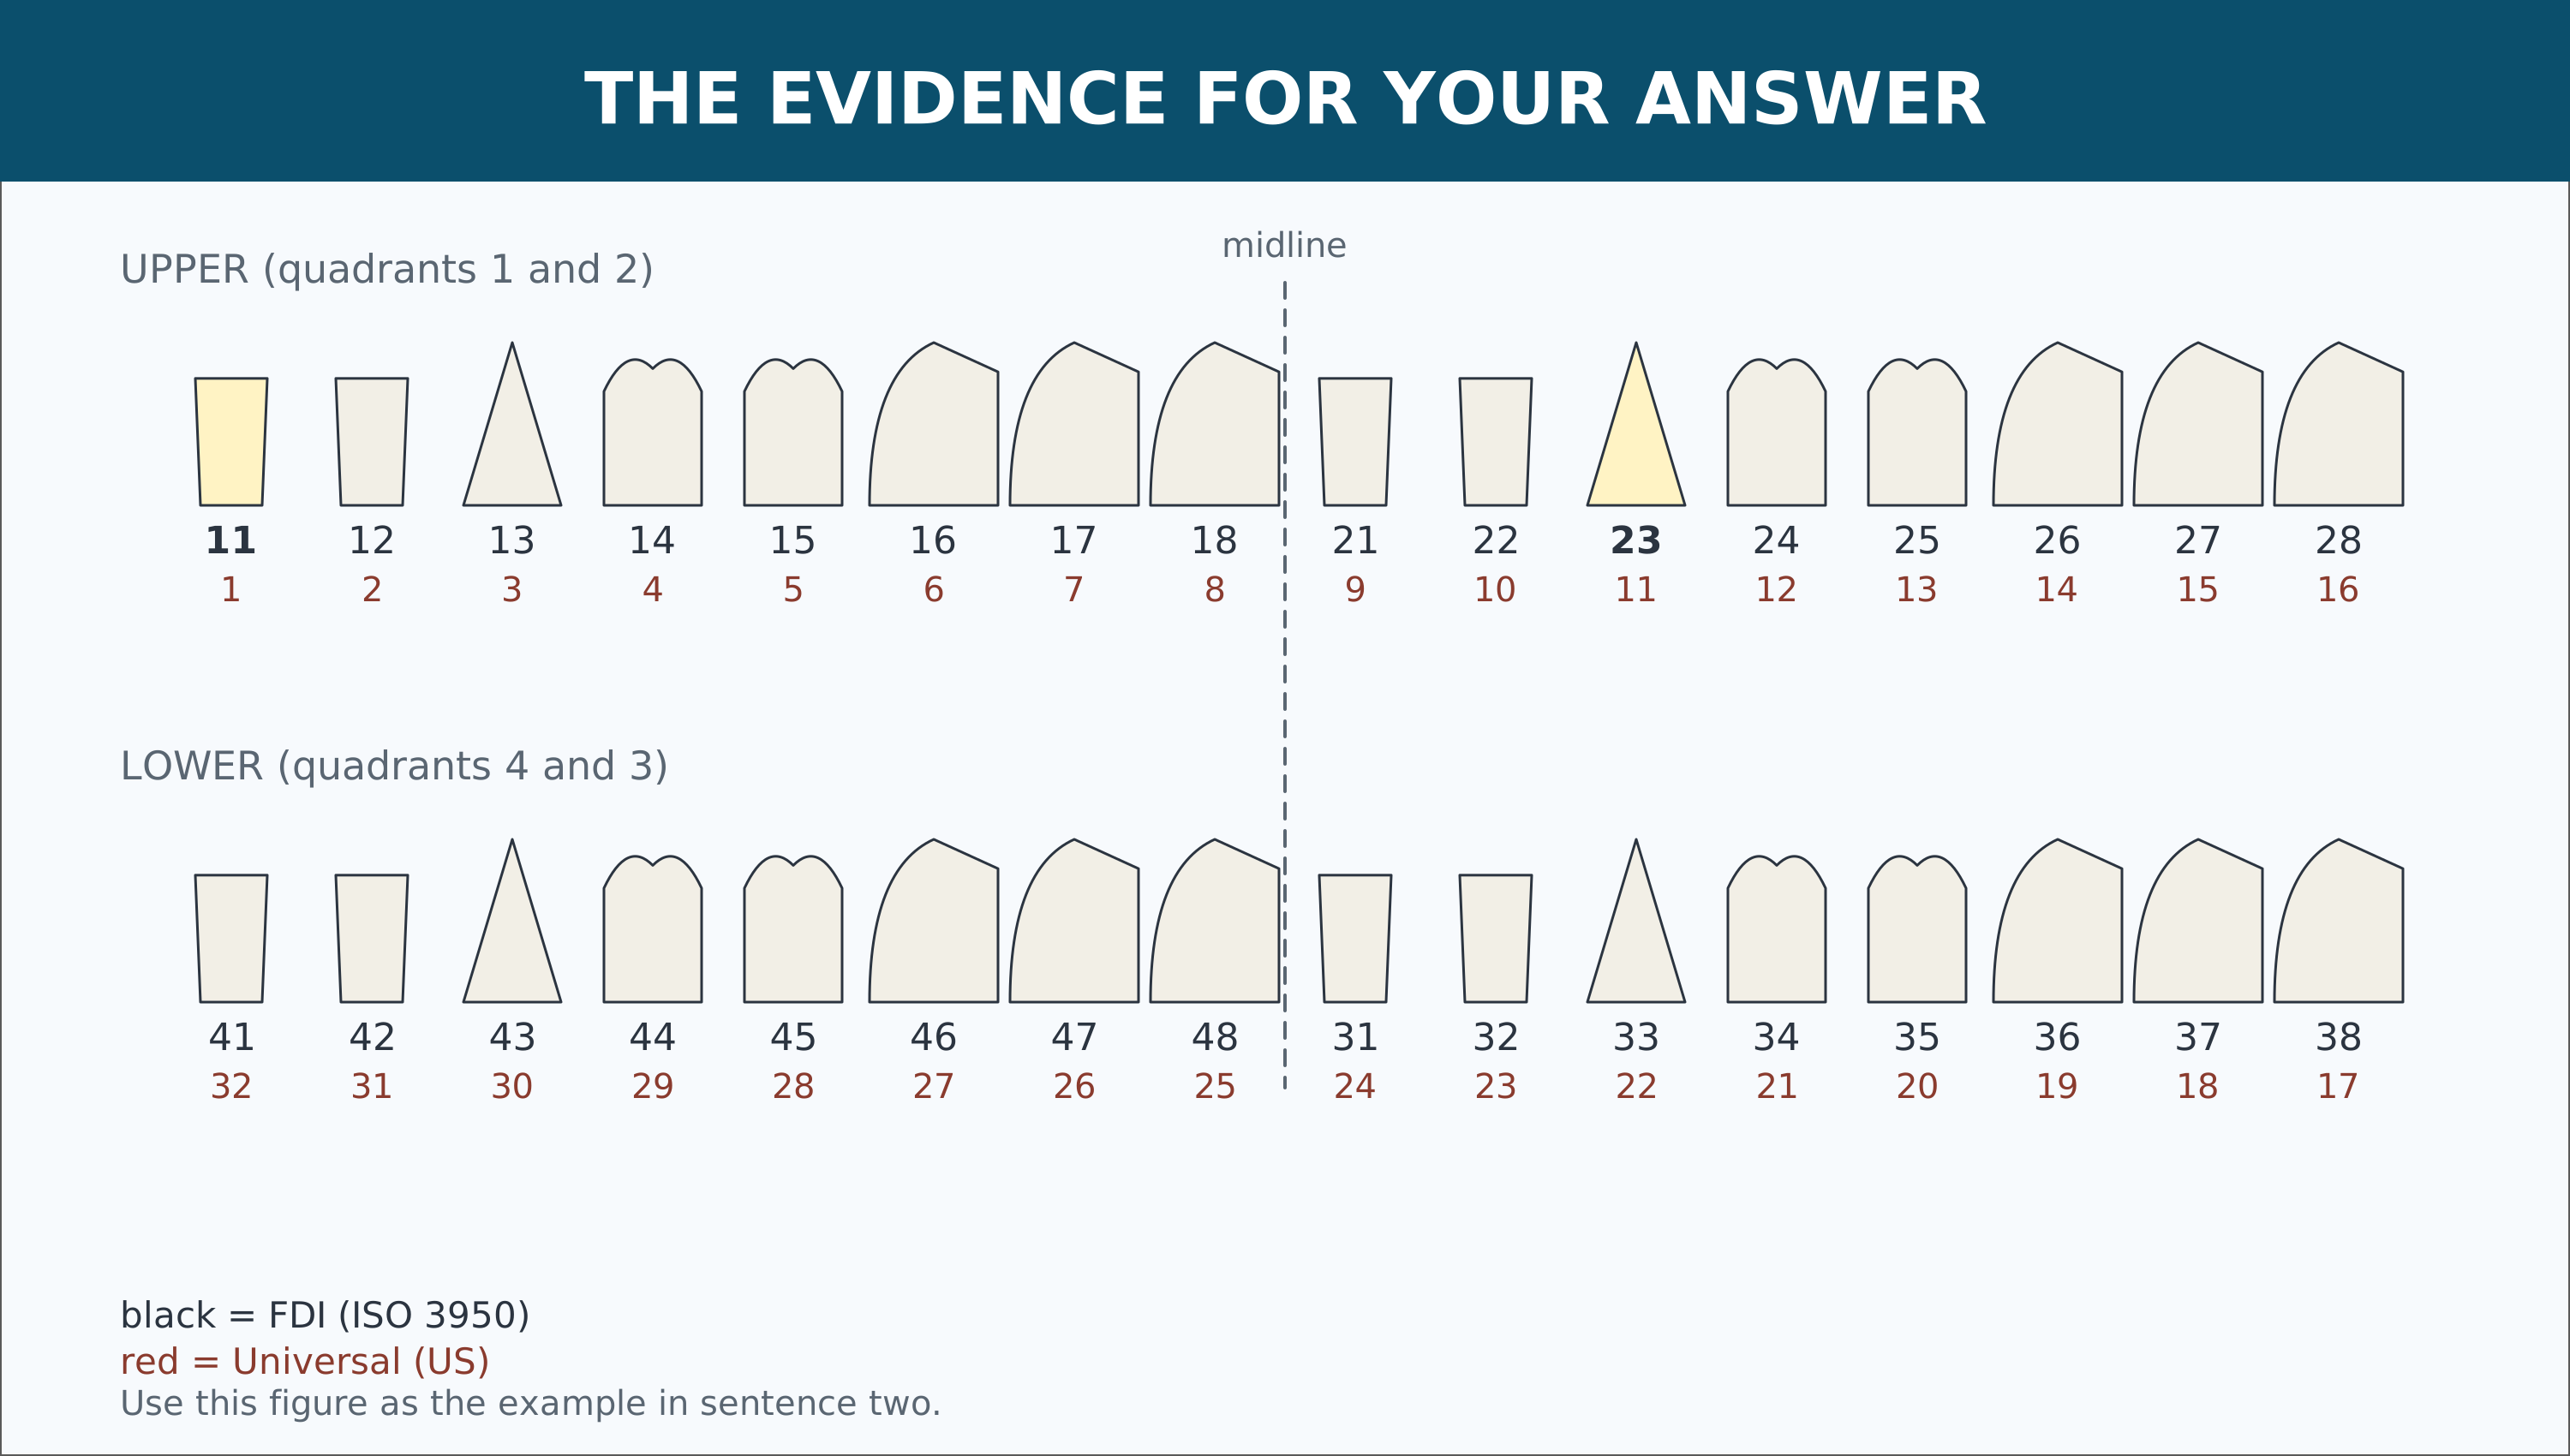 THE EVIDENCE FOR YOUR ANSWER
midline
UPPER (quadrants 1 and 2)
11 12 13 14 15 16 17 18 21 22 23 24 25 26 27 28
1 2 3 4 5 6 7 8 9 10 11 12 13 14 15 16
LOWER (quadrants 4 and 3)
41 42 43 44 45 46 47 48 31 32 33 34 35 36 37 38
32 31 30 29 28 27 26 25 24 23 22 21 20 19 18 17
black = FDI (ISO 3950)
red = Universal (US)
Use this figure as the example in sentence two.